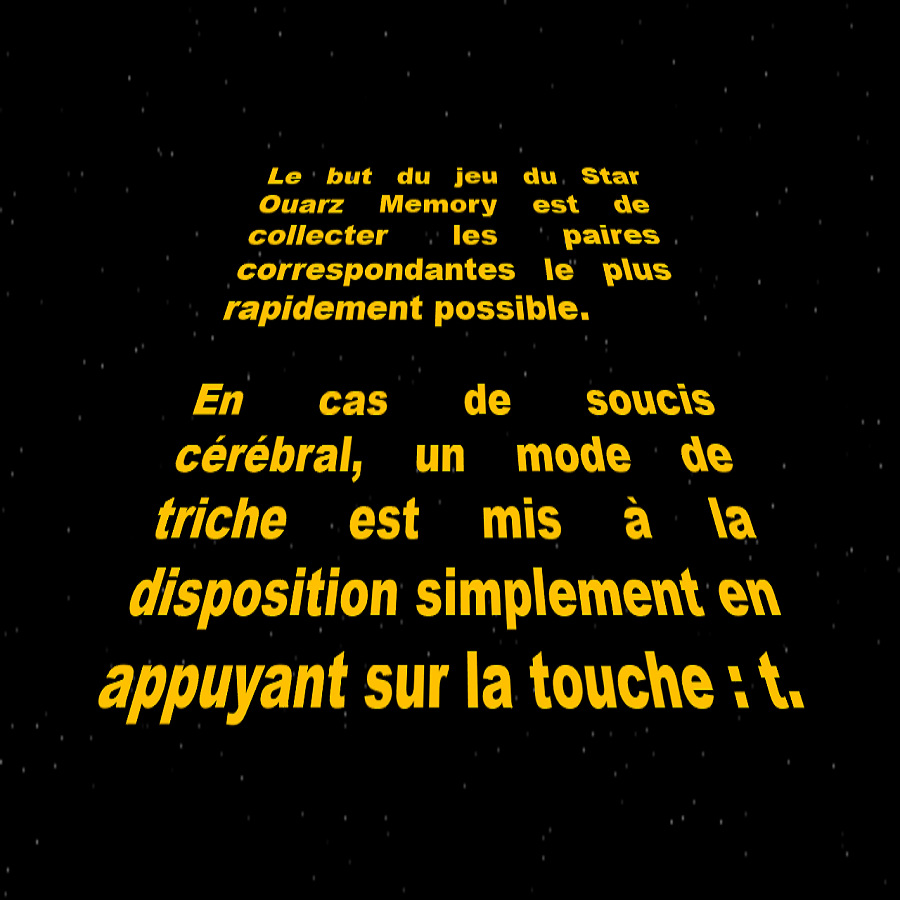 Le but du jeu du Star
Ouarz Memory est de
collecter les paires
correspondantes le plus
rapidement possible.
En cas de soucis
cérébral, un mode de
triche est mis à la
disposition simplement en
appuyant sur la touche : t.